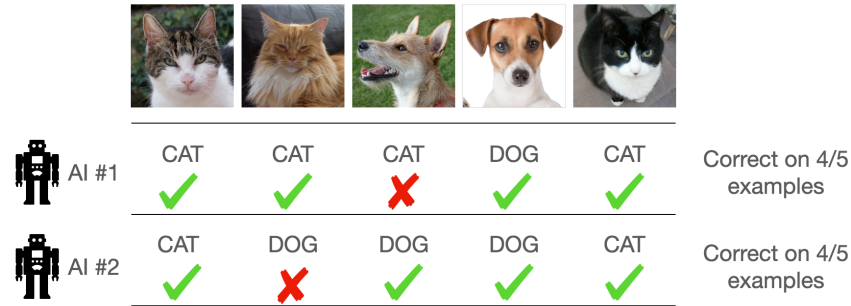 AI #1
CAT CAT CAT DOG CAT
Correct on 4/5
examples
AI #2
CAT DOG DOG DOG CAT
Correct on 4/5
examples